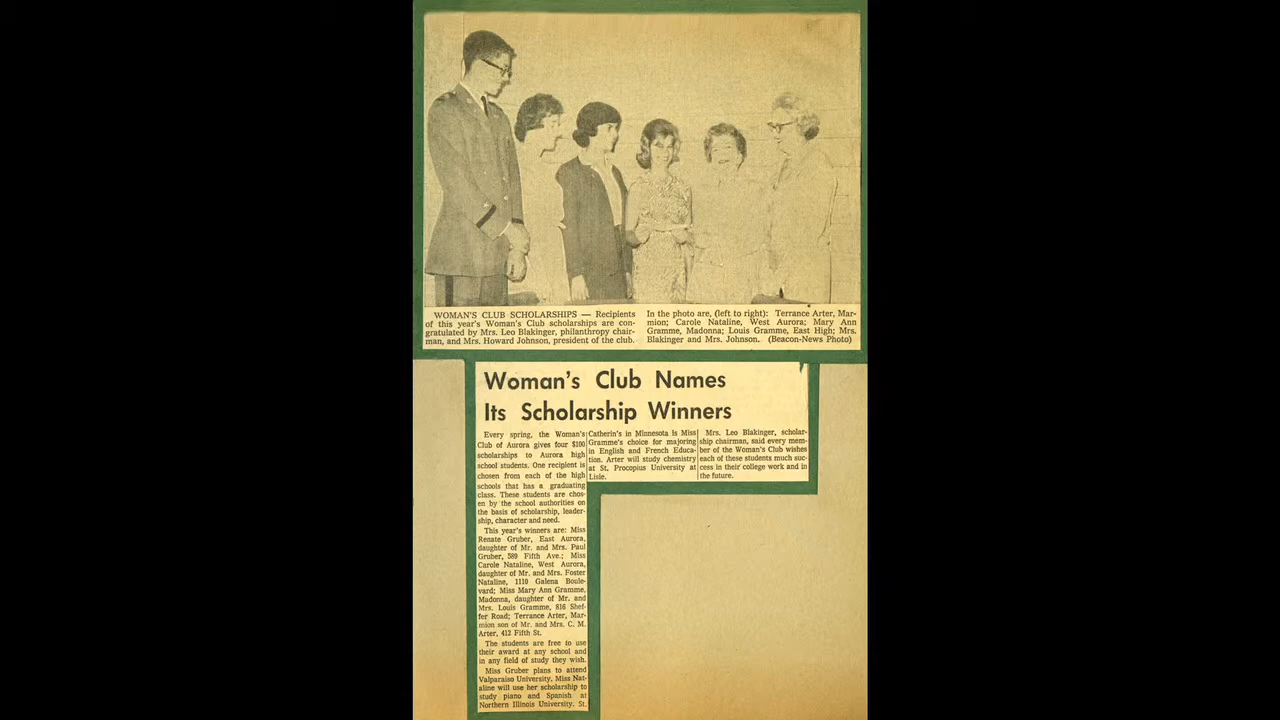 WOMAN'S CLUB SCHOLARSHIPS — Recipients
of this year's Woman's Club scholarships are con-
gratulated by Mrs. Leo Blakinger, philanthropy chair-
man, and Mrs. Howard Johnson, president of the club.
In the photo are, (left to right): Terrance Arter, Mar-
mion; Carole Nataline, West Aurora; Mary Ann
Gramme, Madonna; Louis Gramme, East High; Mrs.
Blakinger and Mrs. Johnson. (Beacon-News Photo)
Woman's Club Names
Its Scholarship Winners
Every spring, the Woman's
Club of Aurora gives four $100
scholarships to Aurora high
school students. One recipient is
chosen from each of the high
schools that has a graduating
class. These students are chos-
en by the school authorities on
the basis of scholarship, leader-
ship, character and need.
This year's winners are: Miss
Renate Gruber, East Aurora,
daughter of Mr. and Mrs. Paul
Gruber, 589 Fifth Ave.; Miss
Carole Nataline, West Aurora,
daughter of Mr. and Mrs. Foster
Nataline, 1110 Galena Boule-
vard; Miss Mary Ann Gramme,
Madonna, daughter of Mr. and
Mrs. Louis Gramme, 816 Shef-
fer Road; Terrance Arter, Mar-
mion son of Mr. and Mrs. C. M.
Arter, 412 Fifth St.
The students are free to use
their award at any school and
in any field of study they wish.
Miss Gruber plans to attend
Valparaiso University, Miss Nat-
aline will use her scholarship to
study piano and Spanish at
Northern Illinois University. St.
Catherin's in Minnesota is Miss
Gramme's choice for majoring
in English and French Educa-
tion. Arter will study chemistry
at St. Procopius University at
Lisle.
Mrs. Leo Blakinger, scholar-
ship chairman, said every mem-
ber of the Woman's Club wishes
each of these students much suc-
cess in their college work and in
the future.